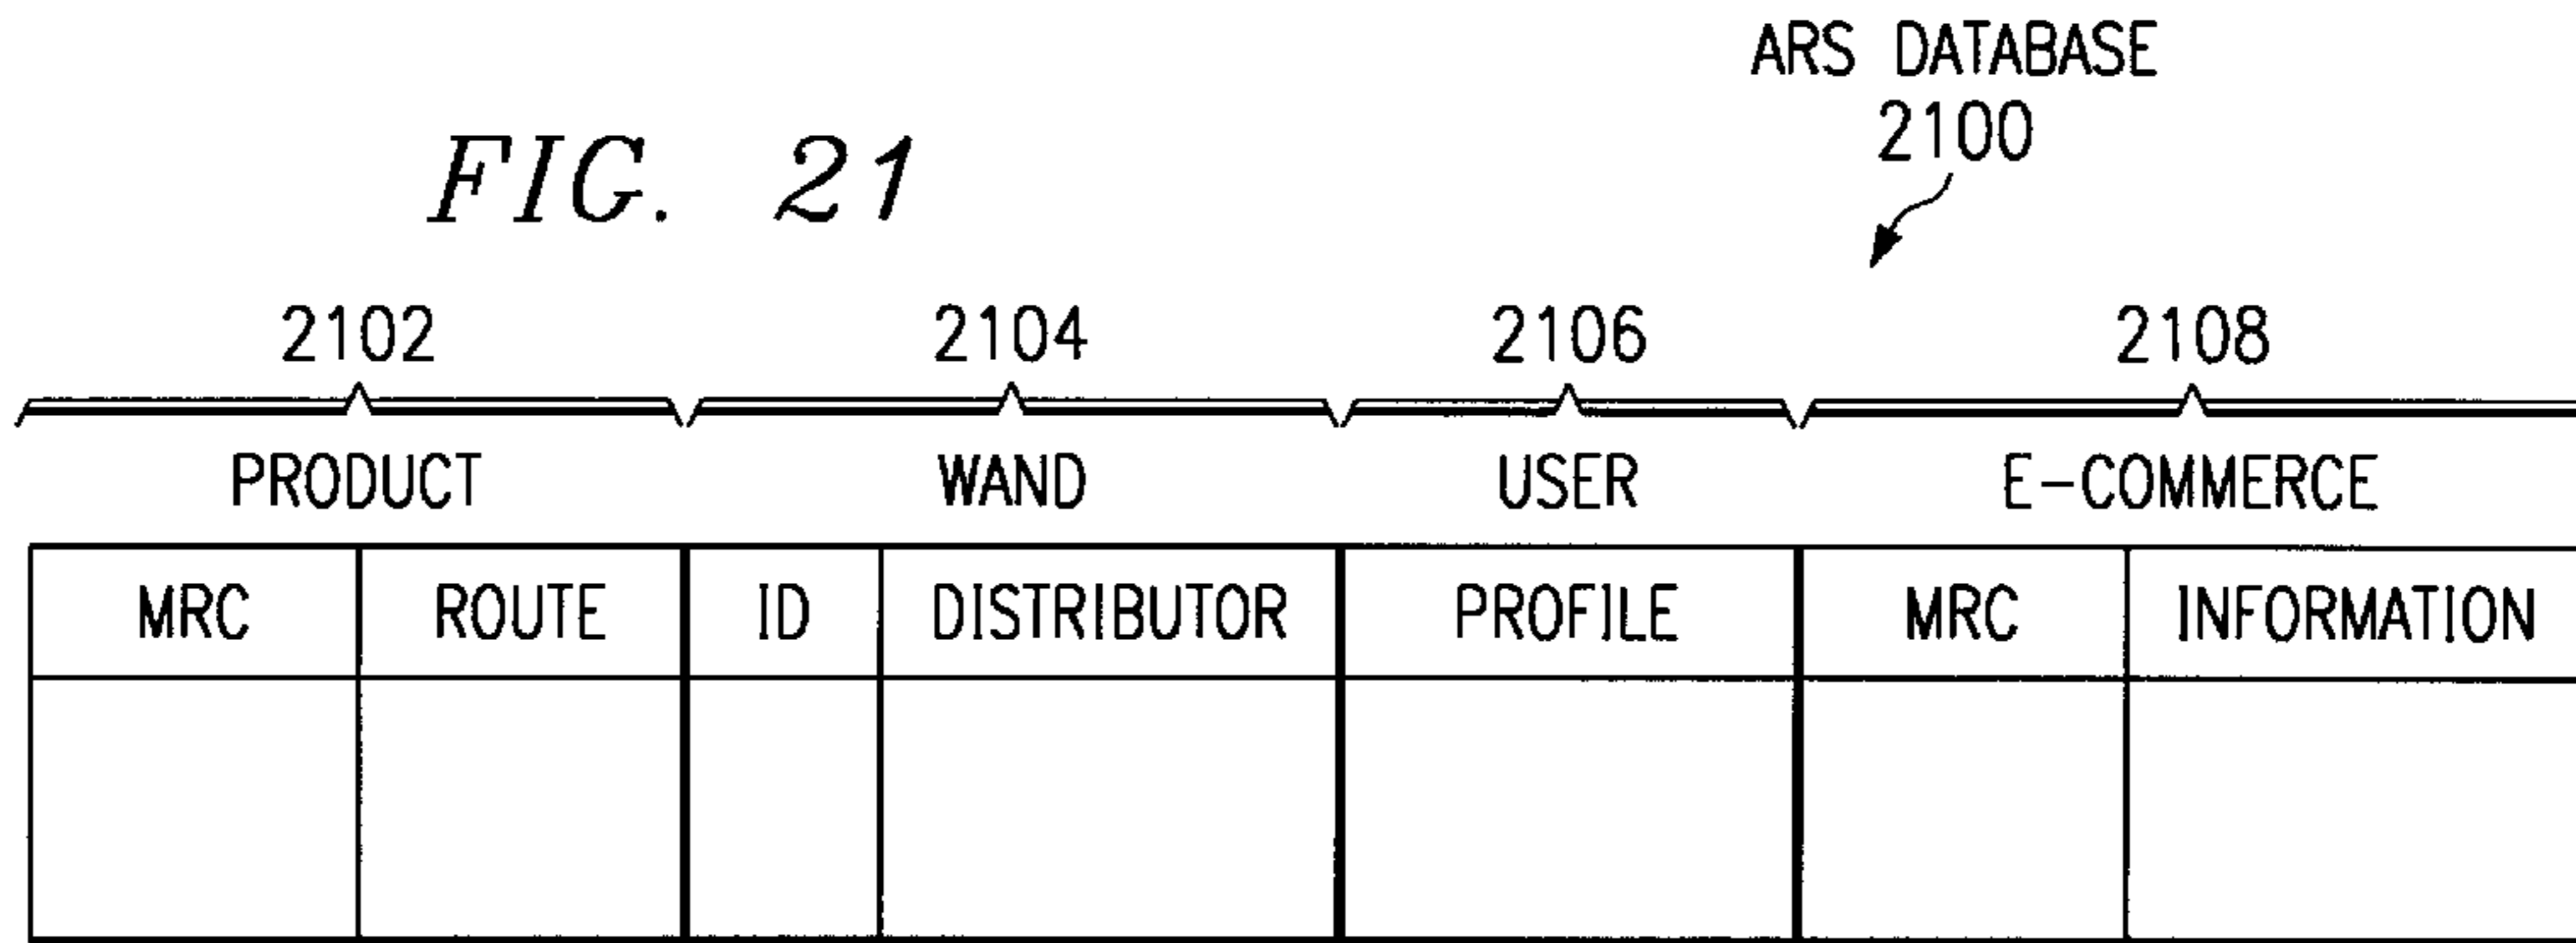 ARS DATABASE
2100
FIG. 21
2102 2104 2106 2108
PRODUCT WAND USER E-COMMERCE
MRC ROUTE ID DISTRIBUTOR PROFILE MRC INFORMATION